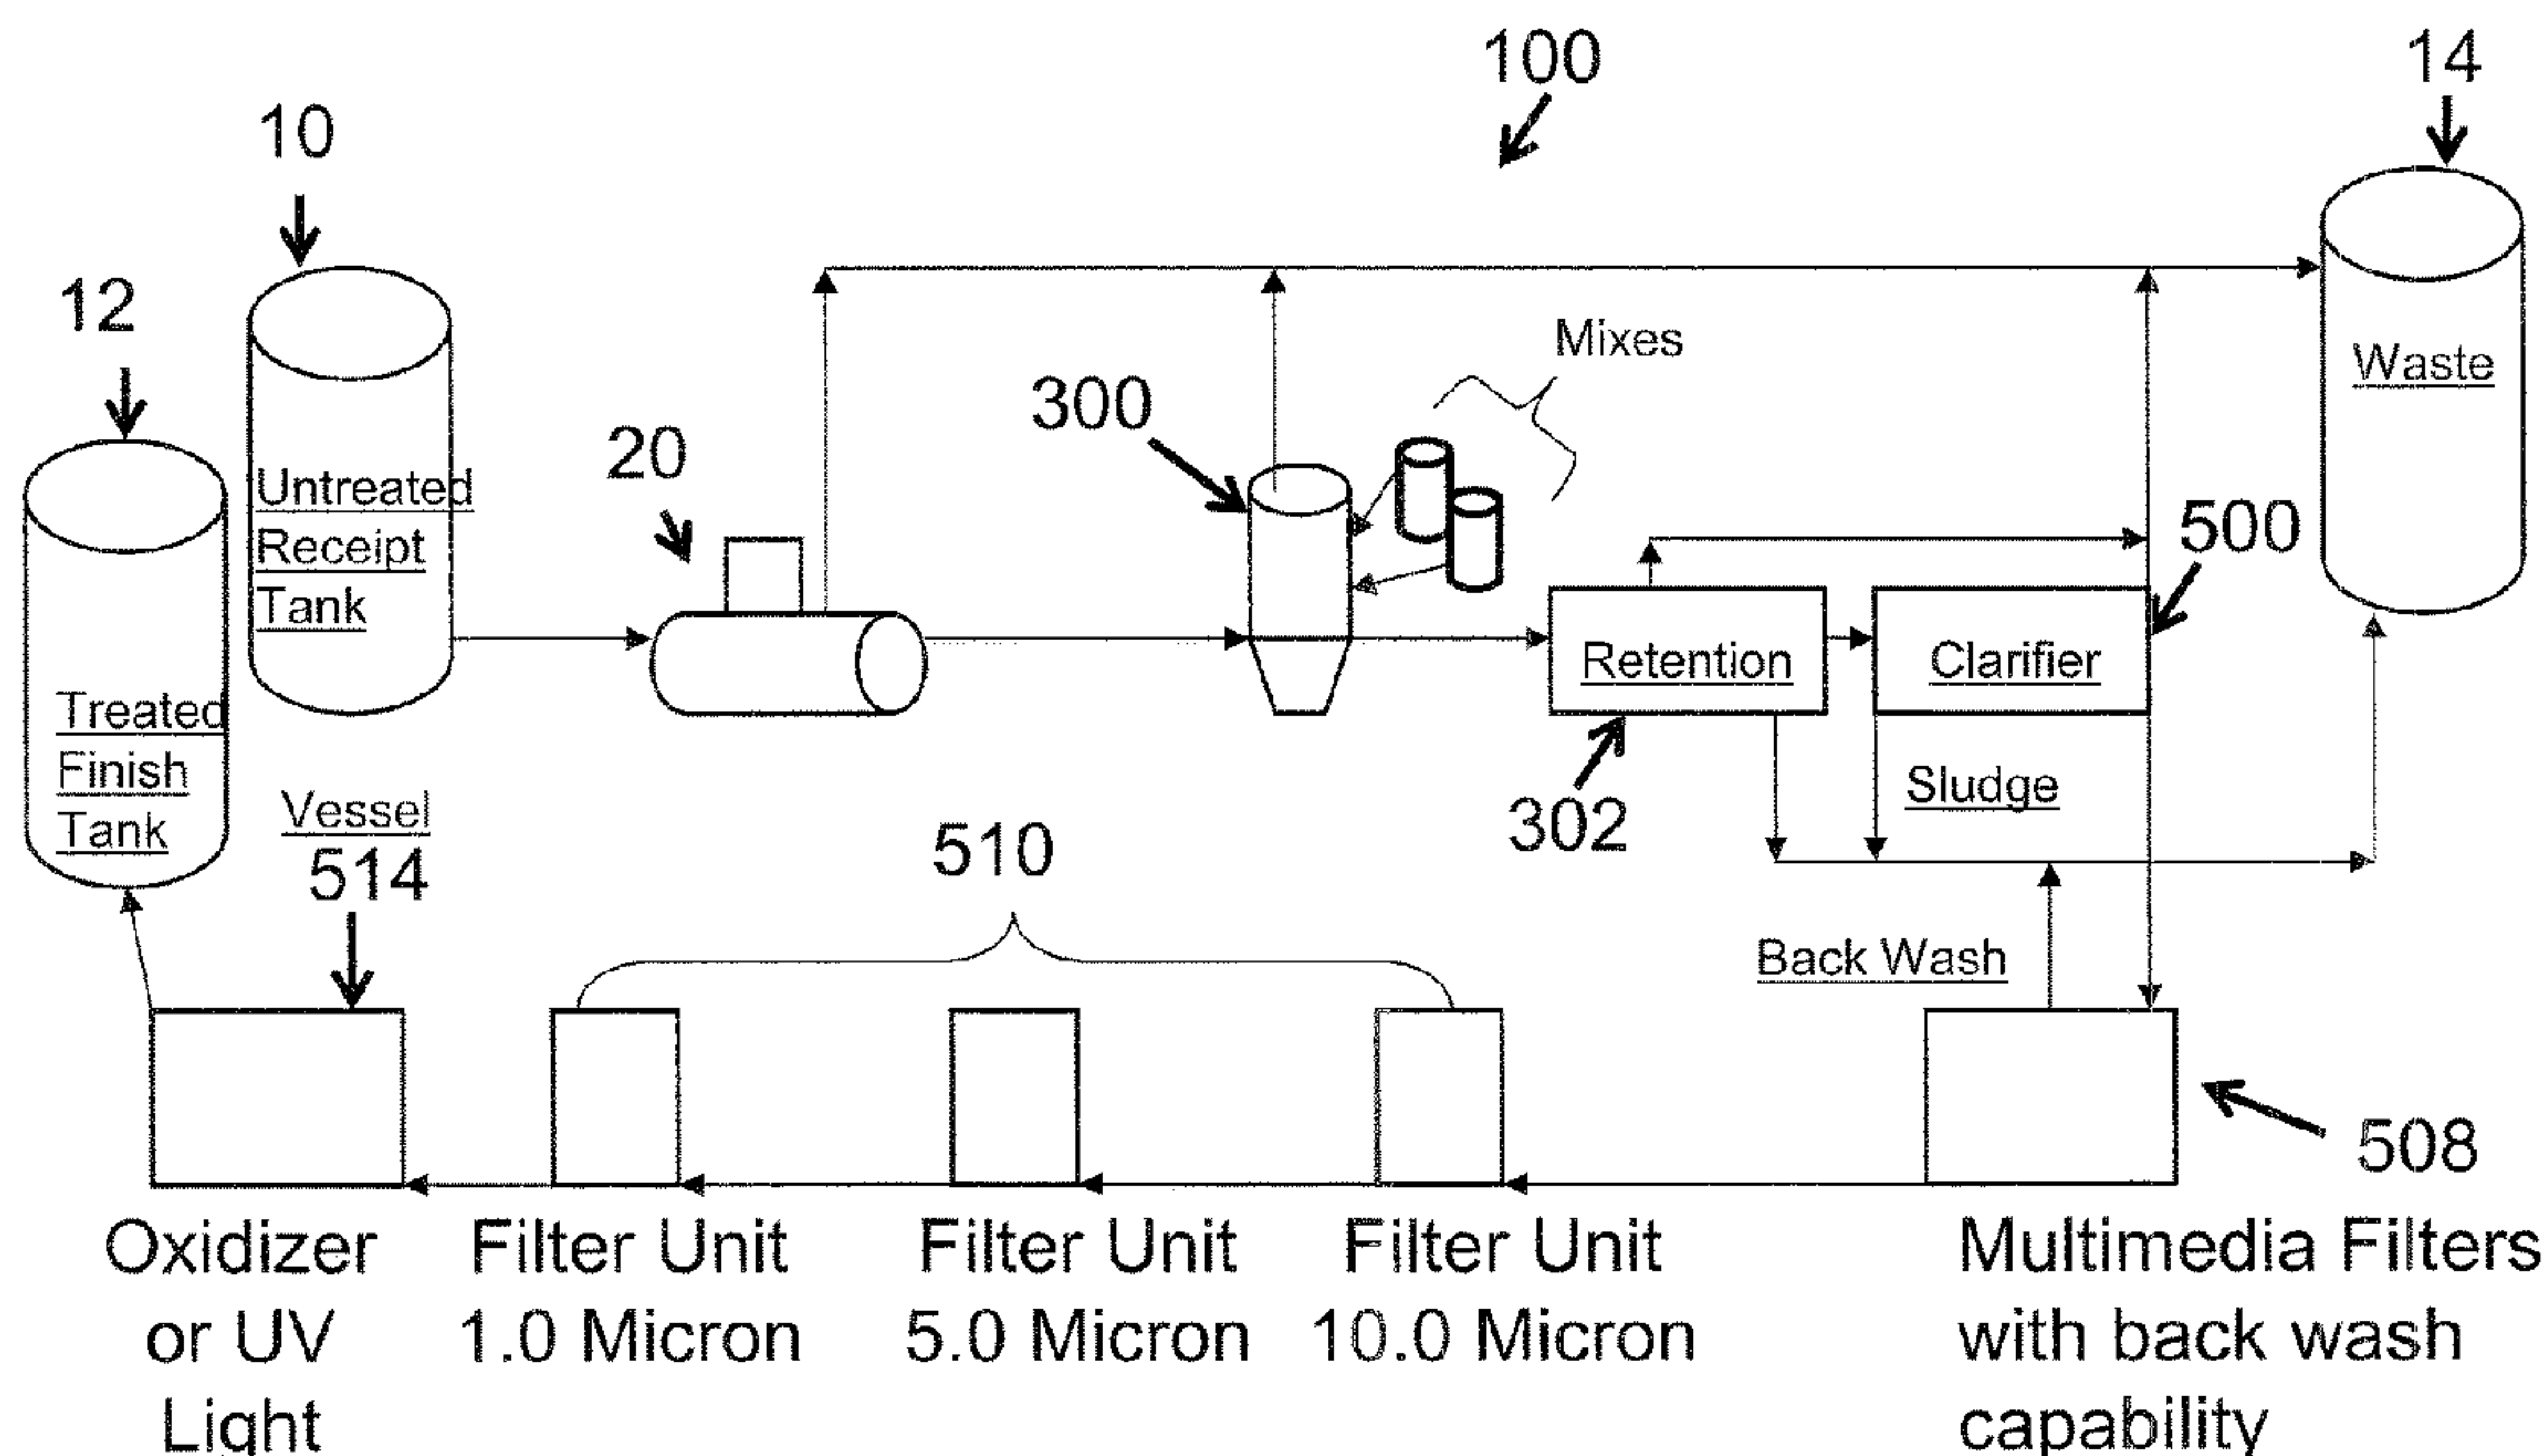 100
14
10
12
Mixes
Waste
300
20
Untreated
Receipt
Tank
500
Retention
Clarifier
Treated
Finish
Tank
302
Sludge
Vessel
514
510
Back Wash
508
Oxidizer
or UV
Light
Filter Unit
1.0 Micron
Filter Unit
5.0 Micron
Filter Unit
10.0 Micron
Multimedia Filters
with back wash
capability